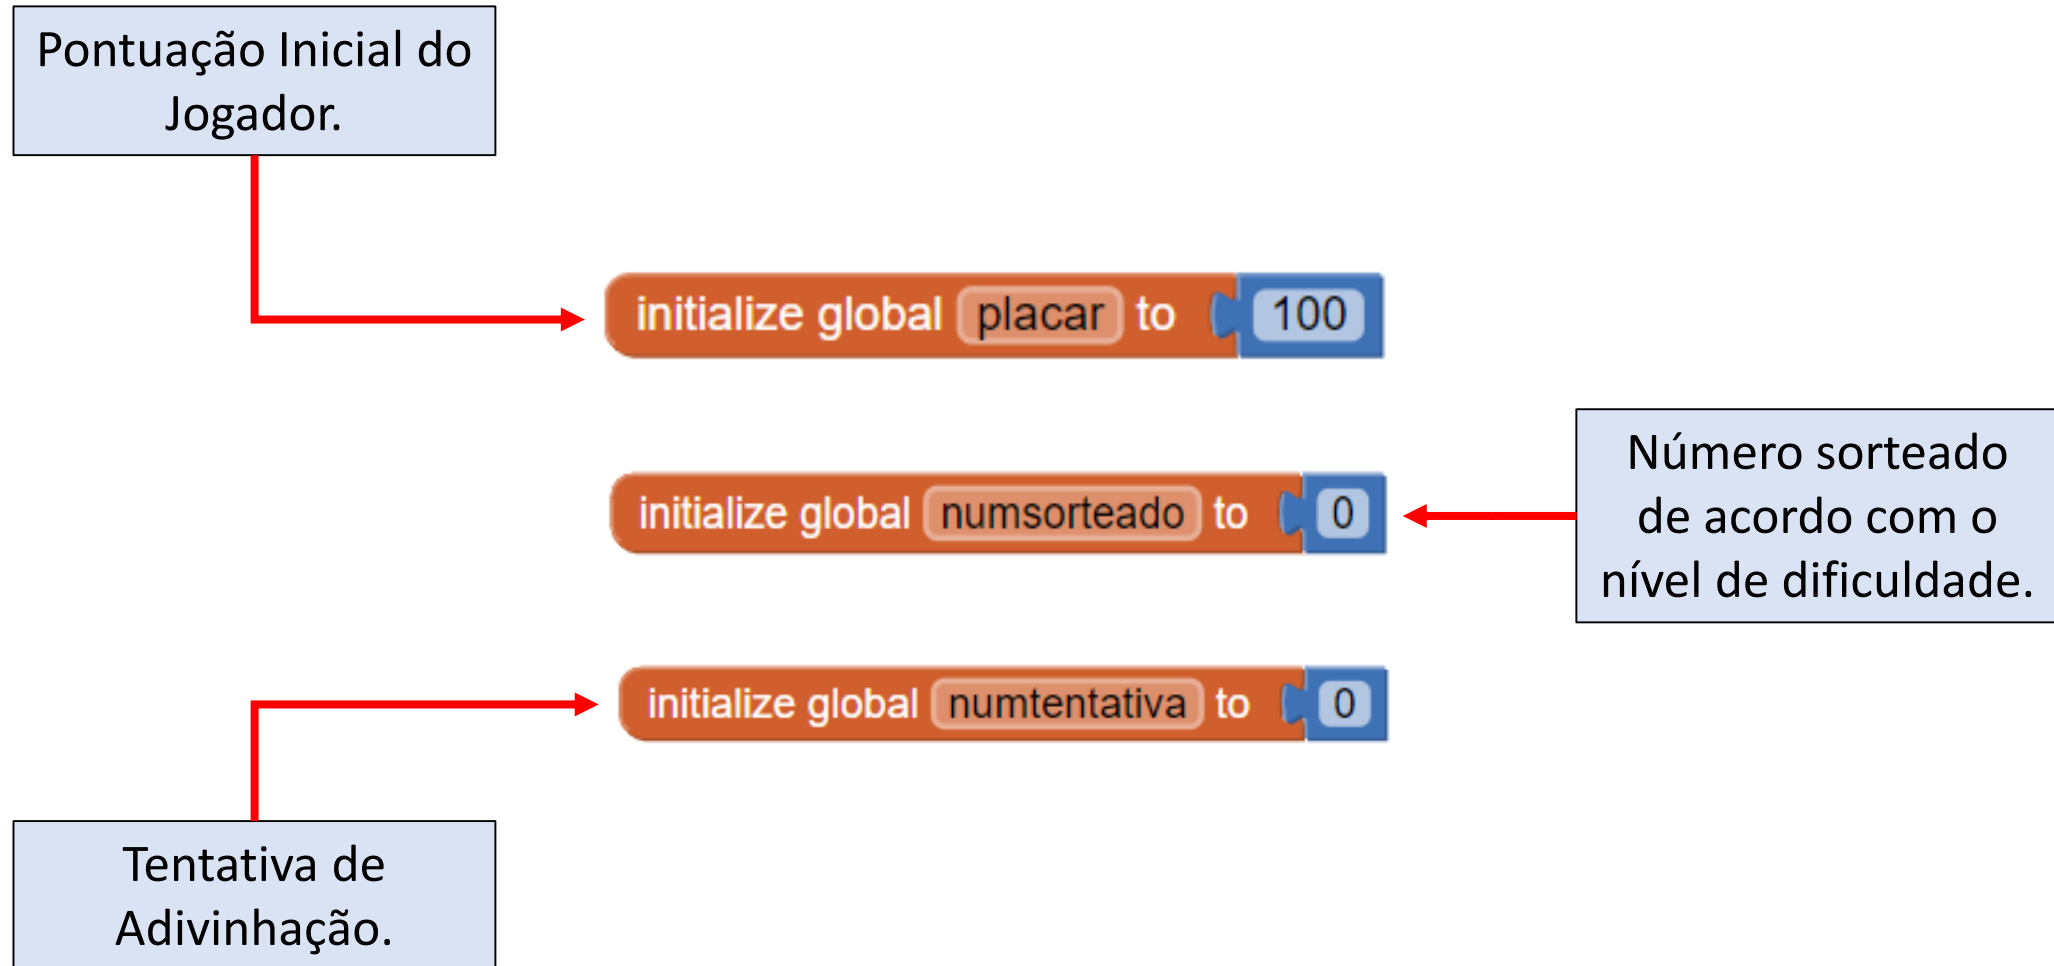 Pontuação Inicial do
Jogador.
initialize global placar to 100
initialize global numsorteado to 0
Número sorteado
de acordo com o
nível de dificuldade.
initialize global numtentativa to 0
Tentativa de
Adivinhação.